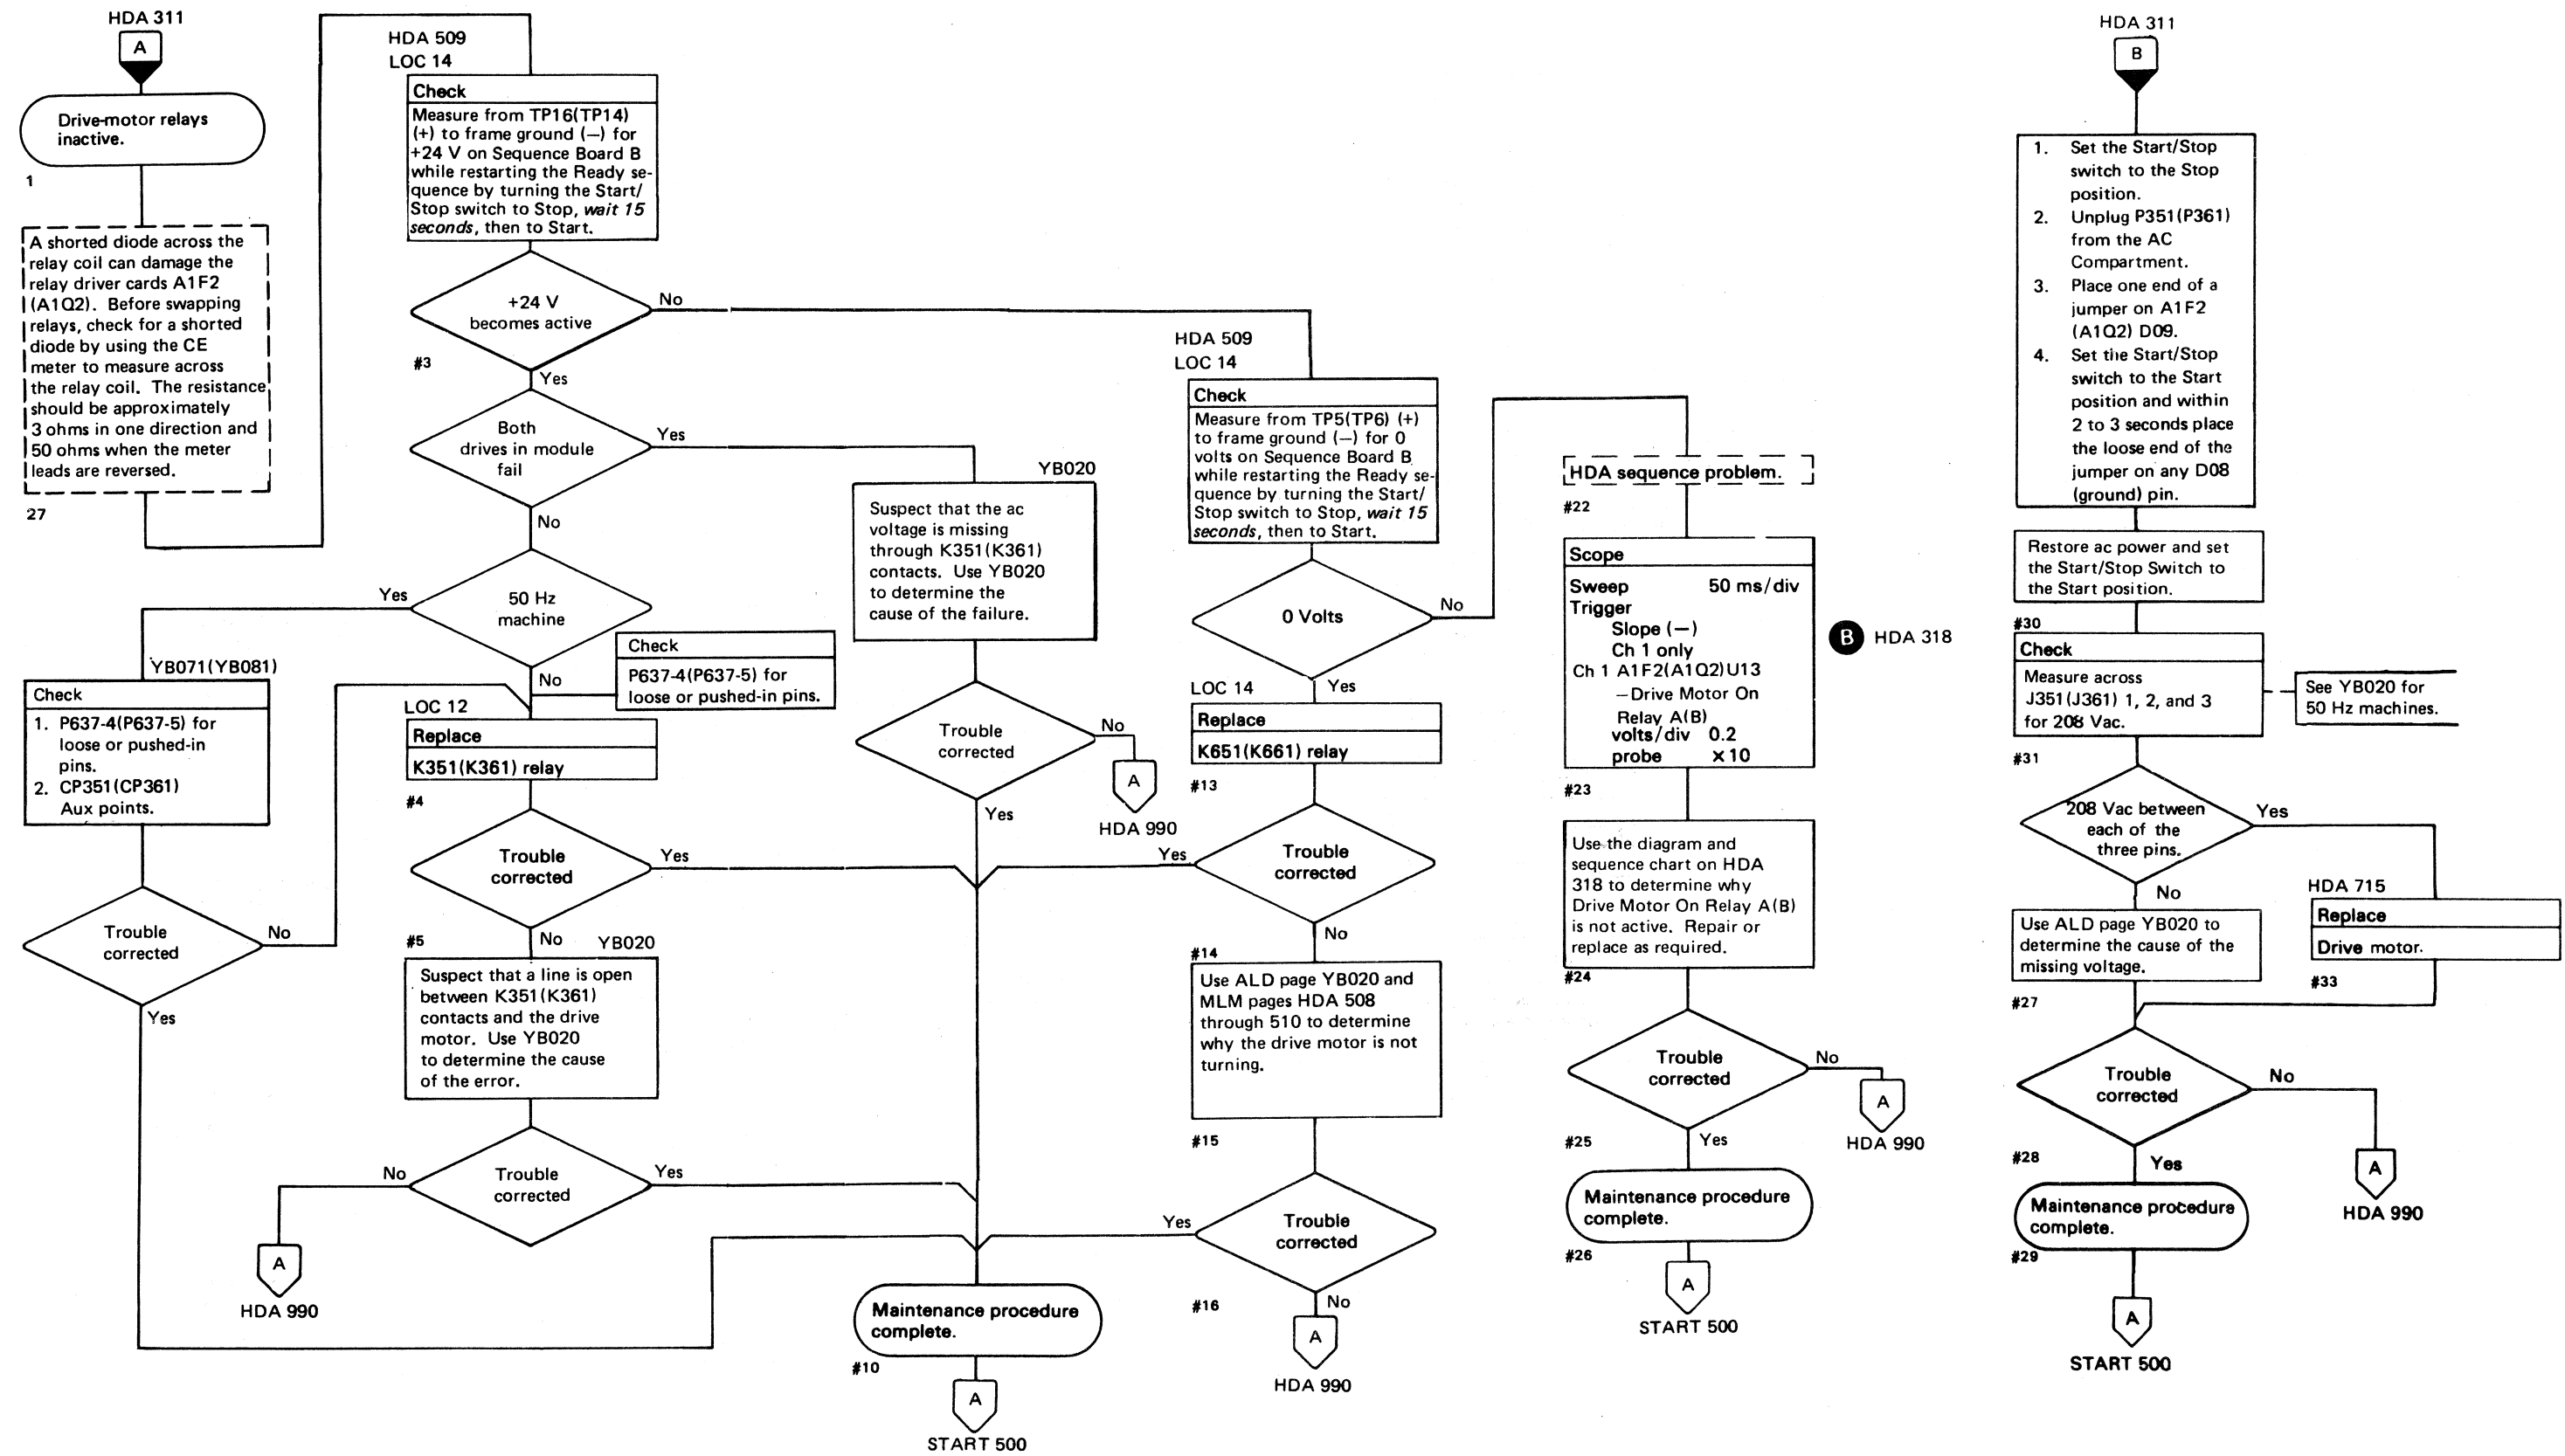 HDA 311
A
Drive-motor relays
inactive.
1
A shorted diode across the
relay coil can damage the
relay driver cards A1F2
(A1Q2). Before swapping
relays, check for a shorted
diode by using the CE
meter to measure across
the relay coil. The resistance
should be approximately
3 ohms in one direction and
50 ohms when the meter
leads are reversed.
27
HDA 509
LOC 14
Check
Measure from TP16(TP14)
(+) to frame ground (—) for
+24 V on Sequence Board B
while restarting the Ready se-
quence by turning the Start/
Stop switch to Stop, wait 15
seconds, then to Start.
+24 V
becomes active
No
#3
Yes
Both
drives in module
fail
Yes
No
50 Hz
machine
Yes
No
Check
P637-4(P637-5) for
loose or pushed-in pins.
YB071(YB081)
Check
1. P637-4(P637-5) for
loose or pushed-in
pins.
2. CP351(CP361)
Aux points.
Trouble
corrected
No
Yes
LOC 12
Replace
K351(K361) relay
#4
Trouble
corrected
Yes
#5
No
YB020
Suspect that a line is open
between K351(K361)
contacts and the drive
motor. Use YB020
to determine the cause
of the error.
Trouble
corrected
No
Yes
A
HDA 990
YB020
Suspect that the ac
voltage is missing
through K351(K361)
contacts. Use YB020
to determine the
cause of the failure.
Trouble
corrected
No
A
HDA 990
Yes
Maintenance procedure
complete.
#10
A
START 500
HDA 509
LOC 14
Check
Measure from TP5(TP6) (+)
to frame ground (—) for 0
volts on Sequence Board B
while restarting the Ready se-
quence by turning the Start/
Stop switch to Stop, wait 15
seconds, then to Start.
0 Volts
No
Yes
LOC 14
Replace
K651(K661) relay
#13
Trouble
corrected
Yes
No
#14
Use ALD page YB020 and
MLM pages HDA 508
through 510 to determine
why the drive motor is not
turning.
#15
Trouble
corrected
Yes
#16
No
A
HDA 990
HDA sequence problem.
#22
Scope
Sweep 50 ms/div
Trigger
Slope (—)
Ch 1 only
Ch 1 A1F2(A1Q2)U13
—Drive Motor On
Relay A(B)
volts/div 0.2
probe x10
#23
B HDA 318
Use the diagram and
sequence chart on HDA
318 to determine why
Drive Motor On Relay A(B)
is not active. Repair or
replace as required.
#24
Trouble
corrected
No
A
HDA 990
#25
Yes
Maintenance procedure
complete.
#26
A
START 500
HDA 311
B
1. Set the Start/Stop
switch to the Stop
position.
2. Unplug P351(P361)
from the AC
Compartment.
3. Place one end of a
jumper on A1F2
(A1Q2) D09.
4. Set the Start/Stop
switch to the Start
position and within
2 to 3 seconds place
the loose end of the
jumper on any D08
(ground) pin.
Restore ac power and set
the Start/Stop Switch to
the Start position.
#30
Check
Measure across
J351(J361) 1, 2, and 3
for 208 Vac.
See YB020 for
50 Hz machines.
#31
208 Vac between
each of the
three pins.
Yes
No
HDA 715
Replace
Drive motor.
#33
Use ALD page YB020 to
determine the cause of the
missing voltage.
#27
Trouble
corrected
No
A
HDA 990
#28
Yes
Maintenance procedure
complete.
#29
A
START 500